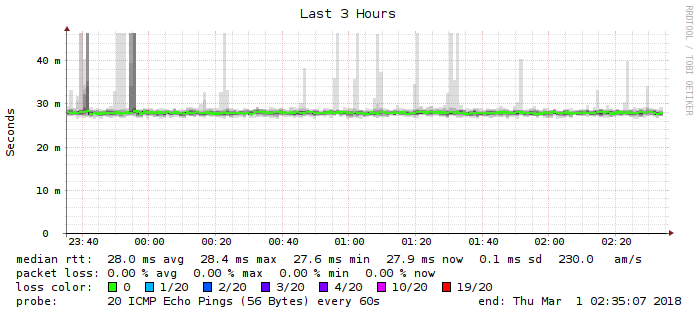 Last 3 Hours
RRDTOOL / TOBI OETIKER
Seconds
40 m
30 m
20 m
10 m
0
23:40 00:00 00:20 00:40 01:00 01:20 01:40 02:00 02:20
median rtt: 28.0 ms avg 28.4 ms max 27.6 ms min 27.9 ms now 0.1 ms sd 230.0 am/s
packet loss: 0.00 % avg 0.00 % max 0.00 % min 0.00 % now
loss color: 0 1/20 2/20 3/20 4/20 10/20 19/20
probe: 20 ICMP Echo Pings (56 Bytes) every 60s end: Thu Mar 1 02:35:07 2018